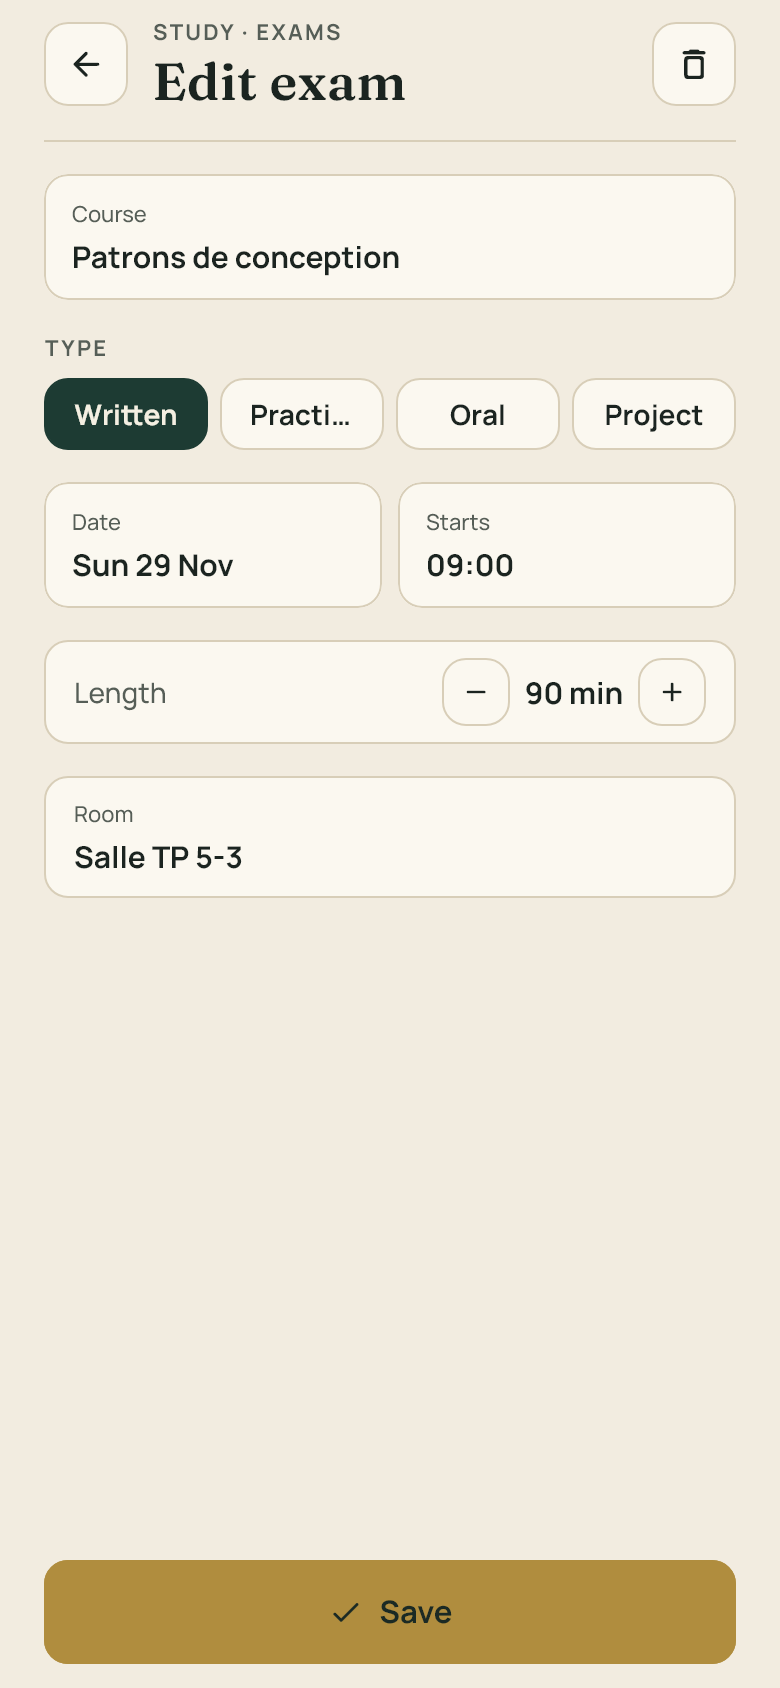 STUDY · EXAMS
Edit exam
Course
Patrons de conception
TYPE
Written
Practi...
Oral
Project
Date
Sun 29 Nov
Starts
09:00
Length
90 min
Room
Salle TP 5-3
Save